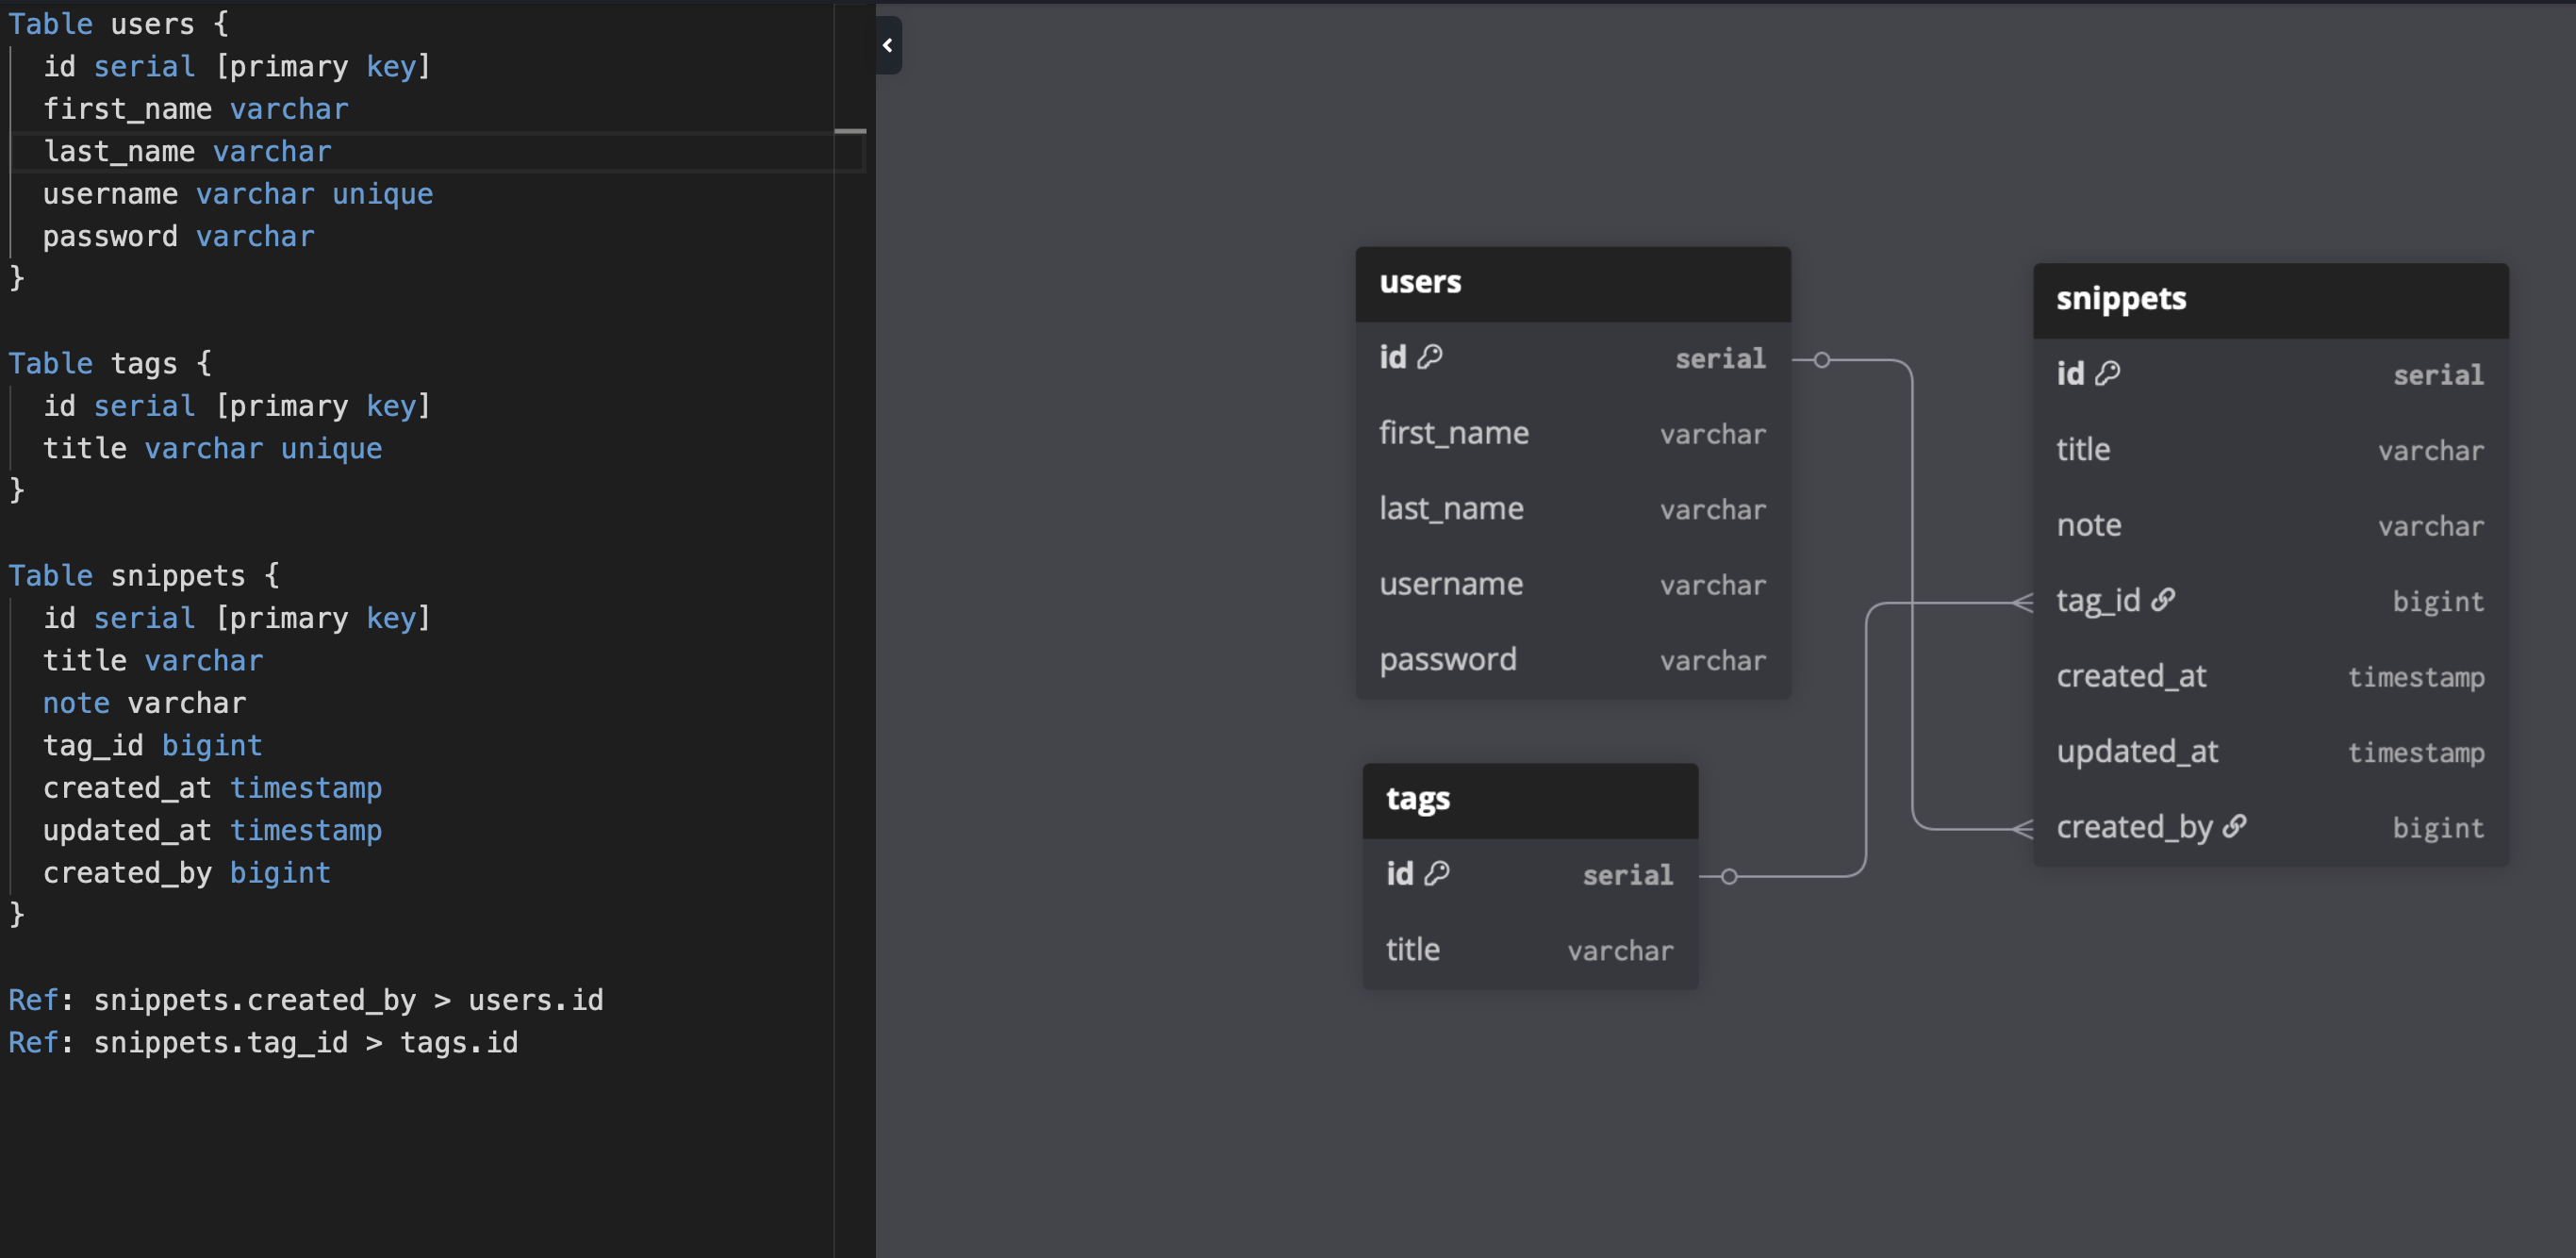 Table users {
  id serial [primary key]
  first_name varchar
  last_name varchar
  username varchar unique
  password varchar
}

Table tags {
  id serial [primary key]
  title varchar unique
}

Table snippets {
  id serial [primary key]
  title varchar
  note varchar
  tag_id bigint
  created_at timestamp
  updated_at timestamp
  created_by bigint
}

Ref: snippets.created_by > users.id
Ref: snippets.tag_id > tags.id

users
id serial
first_name varchar
last_name varchar
username varchar
password varchar

tags
id serial
title varchar

snippets
id serial
title varchar
note varchar
tag_id bigint
created_at timestamp
updated_at timestamp
created_by bigint